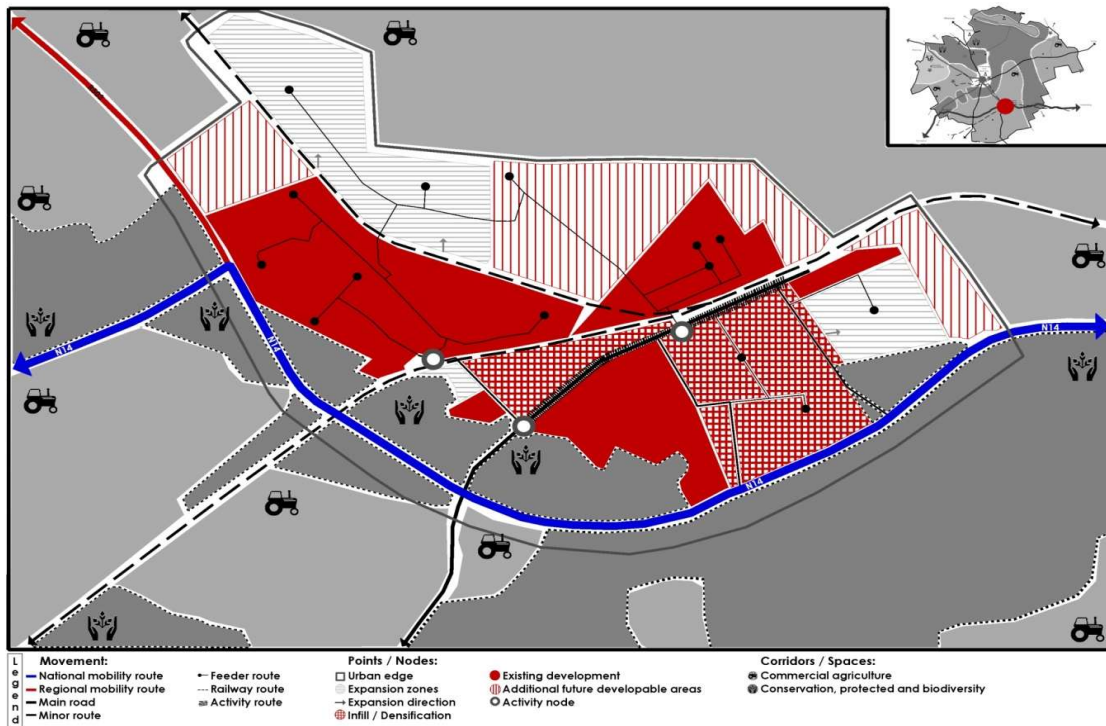 N14
N14
N14
Legend
Movement:
National mobility route
Regional mobility route
Main road
Minor route
Feeder route
Railway route
Activity route
Points / Nodes:
Urban edge
Expansion zones
Expansion direction
Infill / Densification
Existing development
Additional future developable areas
Activity node
Corridors / Spaces:
Commercial agriculture
Conservation, protected and biodiversity